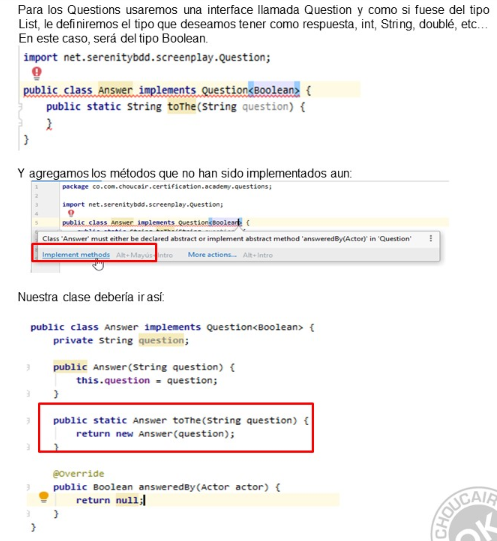 Para los Questions usaremos una interface llamada Question y como si fuese del tipo
List, le definiremos el tipo que deseamos tener como respuesta, int, String, doublé, etc...
En este caso, será del tipo Boolean.
import net.serenitybdd.screenplay.Question;
public class Answer implements Question<Boolean> {
public static String toThe(String question) {
}
}
Y agregamos los métodos que no han sido implementados aun:
1 package co.com.choucair.certification.academy.questions;
2
3 import net.serenitybdd.screenplay.Question;
4
5 public class Answer implements Question<Boolean> {
Class 'Answer' must either be declared abstract or implement abstract method 'answeredBy(Actor)' in 'Question'
Implement methods Alt+Mayús+Intro More actions... Alt+Intro
Nuestra clase debería ir así:
public class Answer implements Question<Boolean> {
private String question;
public Answer(String question) {
this.question = question;
}
public static Answer toThe(String question) {
return new Answer(question);
}
@Override
public Boolean answeredBy(Actor actor) {
return null;
}
}
CHOUCAIR
OK